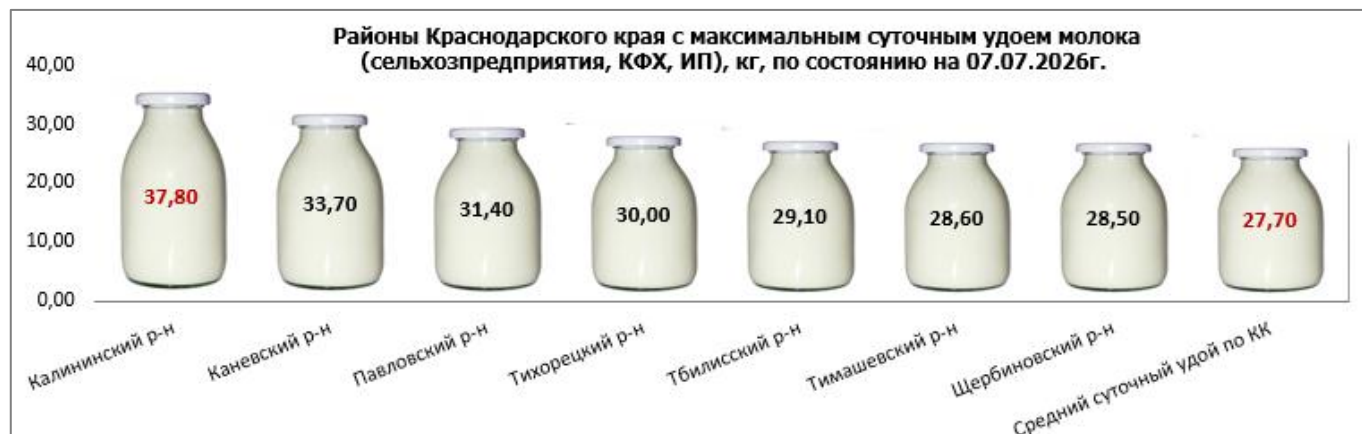 Районы Краснодарского края с максимальным суточным удоем молока
(сельхозпредприятия, КФХ, ИП), кг, по состоянию на 07.07.2026г.
40,00
30,00
20,00
10,00
0,00
37,80
33,70
31,40
30,00
29,10
28,60
28,50
27,70
Калининский р-н
Каневский р-н
Павловский р-н
Тихорецкий р-н
Тбилисский р-н
Тимашевский р-н
Щербиновский р-н
Средний суточный удой по КК